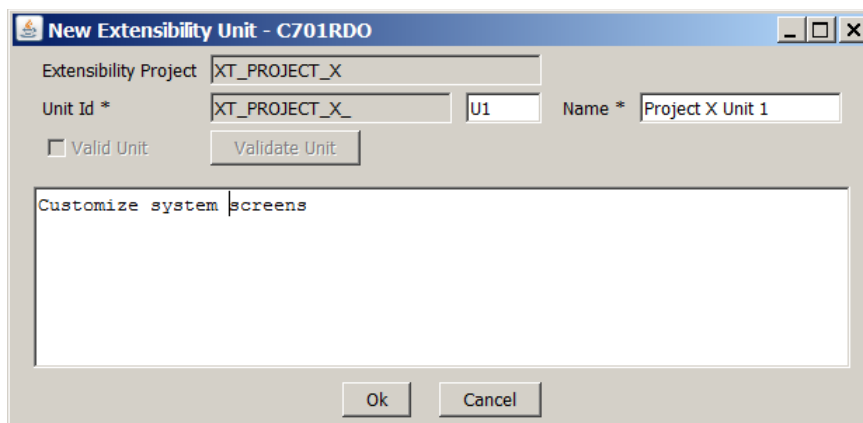 New Extensibility Unit - C701RDO
Extensibility Project XT_PROJECT_X
Unit Id * XT_PROJECT_X_ U1 Name * Project X Unit 1
Valid Unit Validate Unit
Customize system screens
Ok Cancel